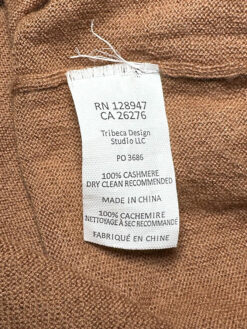 RN 128947
CA 26276
Tribeca Design
Studio LLC
PO 3686
100% CASHMERE
DRY CLEAN RECOMMENDED
MADE IN CHINA
100% CACHEMIRE
NETTOYAGE À SEC RECOMMANDÉ
FABRIQUÉ EN CHINE